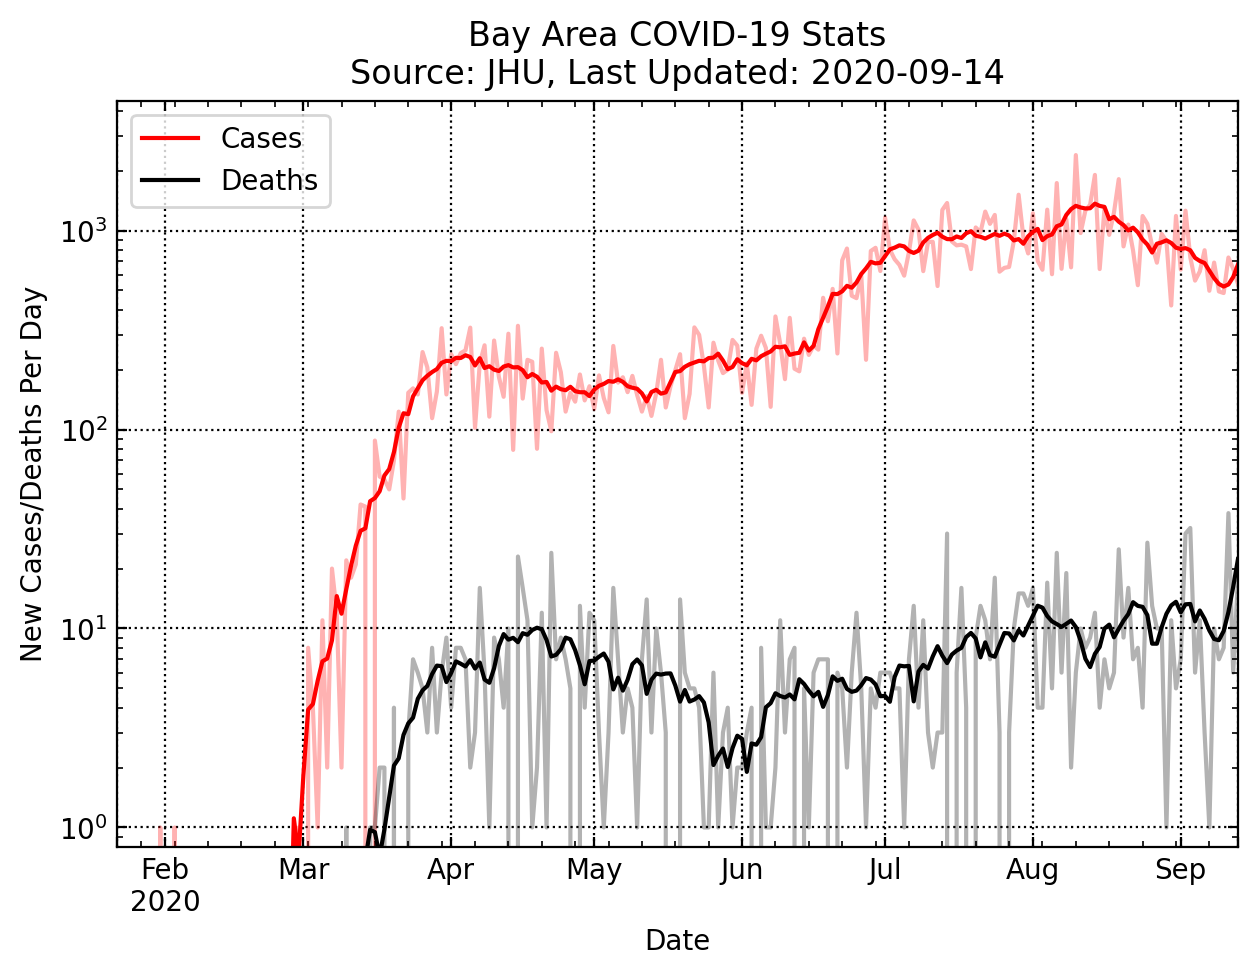 Bay Area COVID-19 Stats
Source: JHU, Last Updated: 2020-09-14
Cases
Deaths
New Cases/Deaths Per Day
10³
10²
10¹
10⁰
Feb Mar Apr May Jun Jul Aug Sep
2020
Date